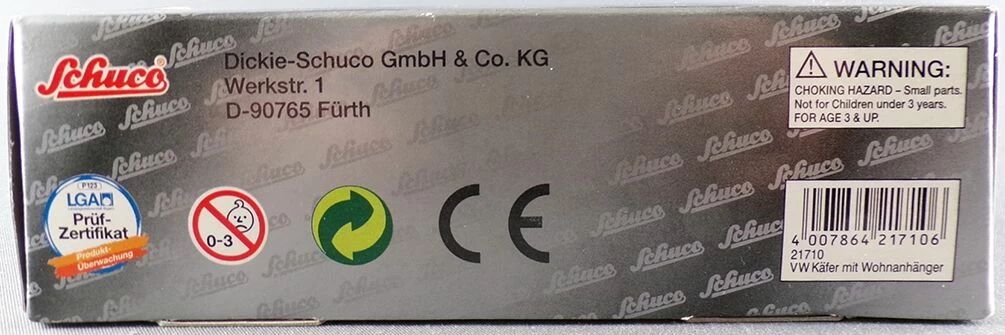 Schuco
Dickie-Schuco GmbH & Co. KG
Werkstr. 1
D-90765 Fürth
WARNING:
CHOKING HAZARD – Small parts.
Not for Children under 3 years.
FOR AGE 3 & UP.
P123
LGA
Prüf-
Zertifikat
Produkt-
Überwachung
0-3
CE
4 007864 217106
21710
VW Käfer mit Wohnanhänger